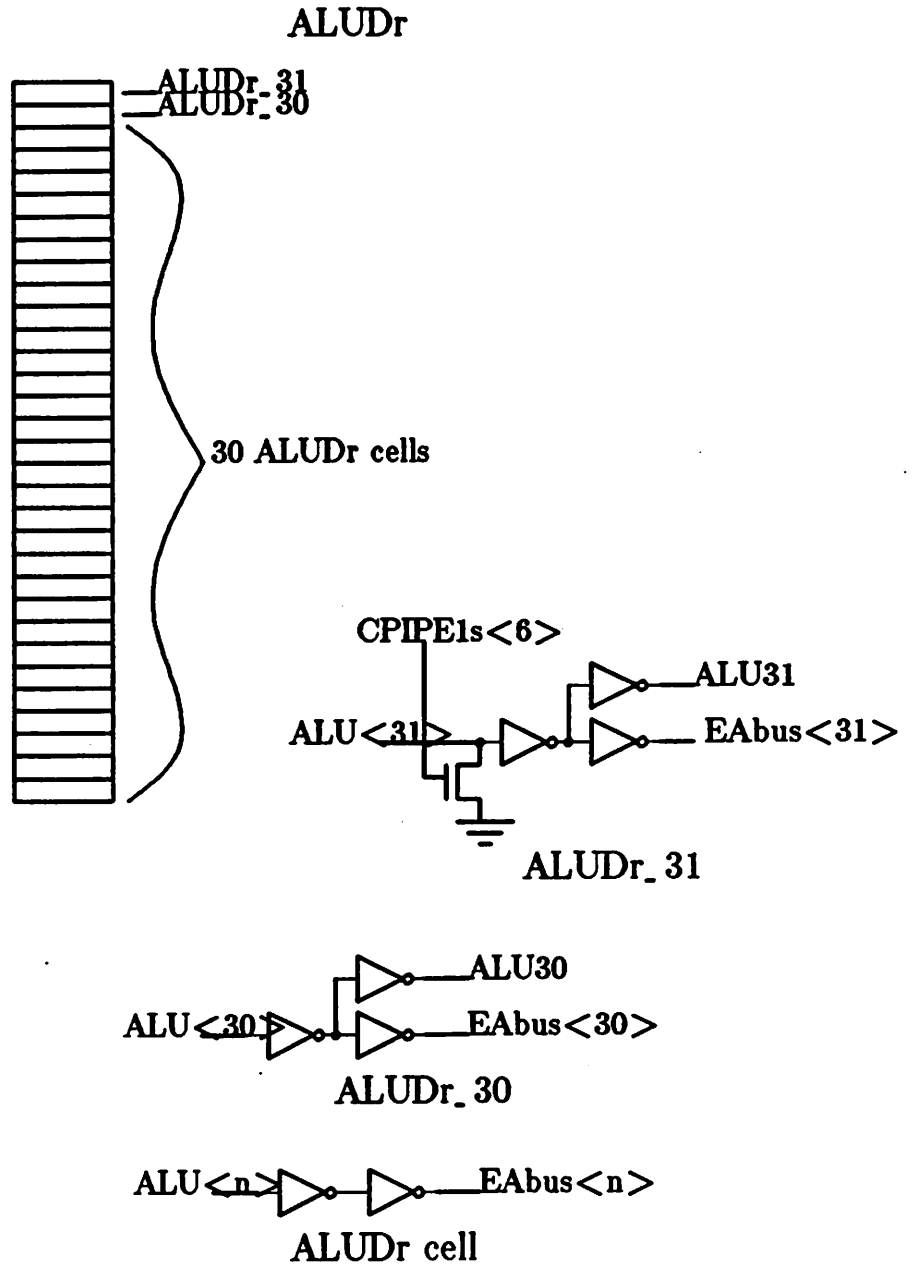 ALUDr
ALUDr_31
ALUDr_30
30 ALUDr cells
CPIPE1s<6>
ALU31
ALU<31>
EAbus<31>
ALUDr_31
ALU30
ALU<30>
EAbus<30>
ALUDr_30
ALU<n>
EAbus<n>
ALUDr cell